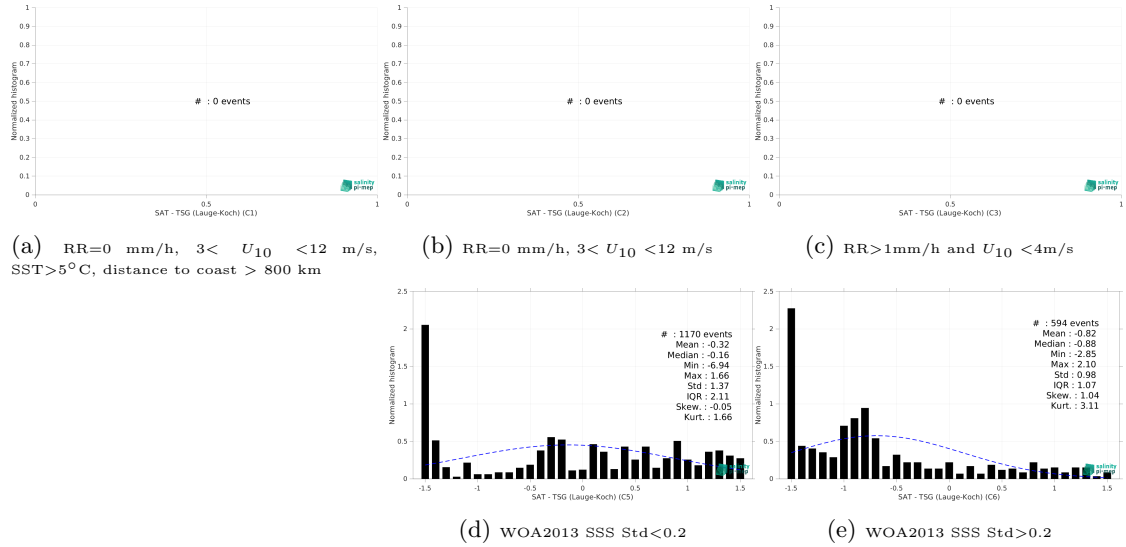 1
0.9
0.8
0.7
0.6
0.5
0.4
0.3
0.2
0.1
0
Normalized histogram
# : 0 events
salinity
pi-mep
0 0.5 1
SAT - TSG (Lauge-Koch) (C1)
1
0.9
0.8
0.7
0.6
0.5
0.4
0.3
0.2
0.1
0
Normalized histogram
# : 0 events
salinity
pi-mep
0 0.5 1
SAT - TSG (Lauge-Koch) (C2)
1
0.9
0.8
0.7
0.6
0.5
0.4
0.3
0.2
0.1
0
Normalized histogram
# : 0 events
salinity
pi-mep
0 0.5 1
SAT - TSG (Lauge-Koch) (C3)
(a) RR=0 mm/h, 3< U10 <12 m/s,
SST>5°C, distance to coast > 800 km
(b) RR=0 mm/h, 3< U10 <12 m/s
(c) RR>1mm/h and U10 <4m/s
2.5
2
1.5
1
0.5
0
Normalized histogram
# : 1170 events
Mean : -0.32
Median : -0.16
Min : -6.94
Max : 1.66
Std : 1.37
IQR : 2.11
Skew. : -0.05
Kurt. : 1.66
salinity
pi-mep
-1.5 -1 -0.5 0 0.5 1 1.5
SAT - TSG (Lauge-Koch) (C5)
2.5
2
1.5
1
0.5
0
Normalized histogram
# : 594 events
Mean : -0.82
Median : -0.88
Min : -2.85
Max : 2.10
Std : 0.98
IQR : 1.07
Skew. : 1.04
Kurt. : 3.11
salinity
pi-mep
-1.5 -1 -0.5 0 0.5 1 1.5
SAT - TSG (Lauge-Koch) (C6)
(d) WOA2013 SSS Std<0.2
(e) WOA2013 SSS Std>0.2